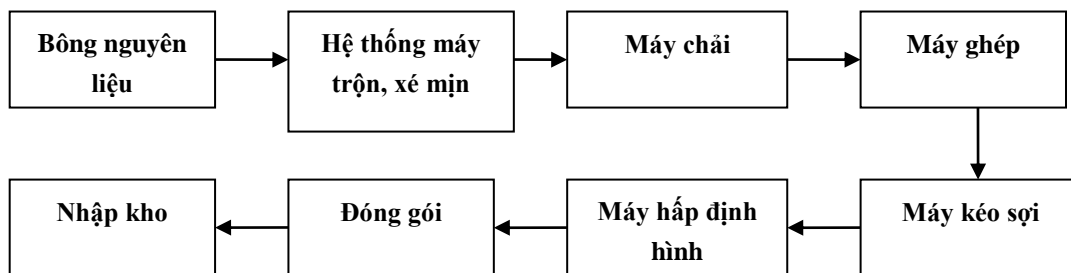 Bông nguyên
liệu
Hệ thống máy
trộn, xé mịn
Máy chải
Máy ghép
Máy kéo sợi
Máy hấp định
hình
Đóng gói
Nhập kho